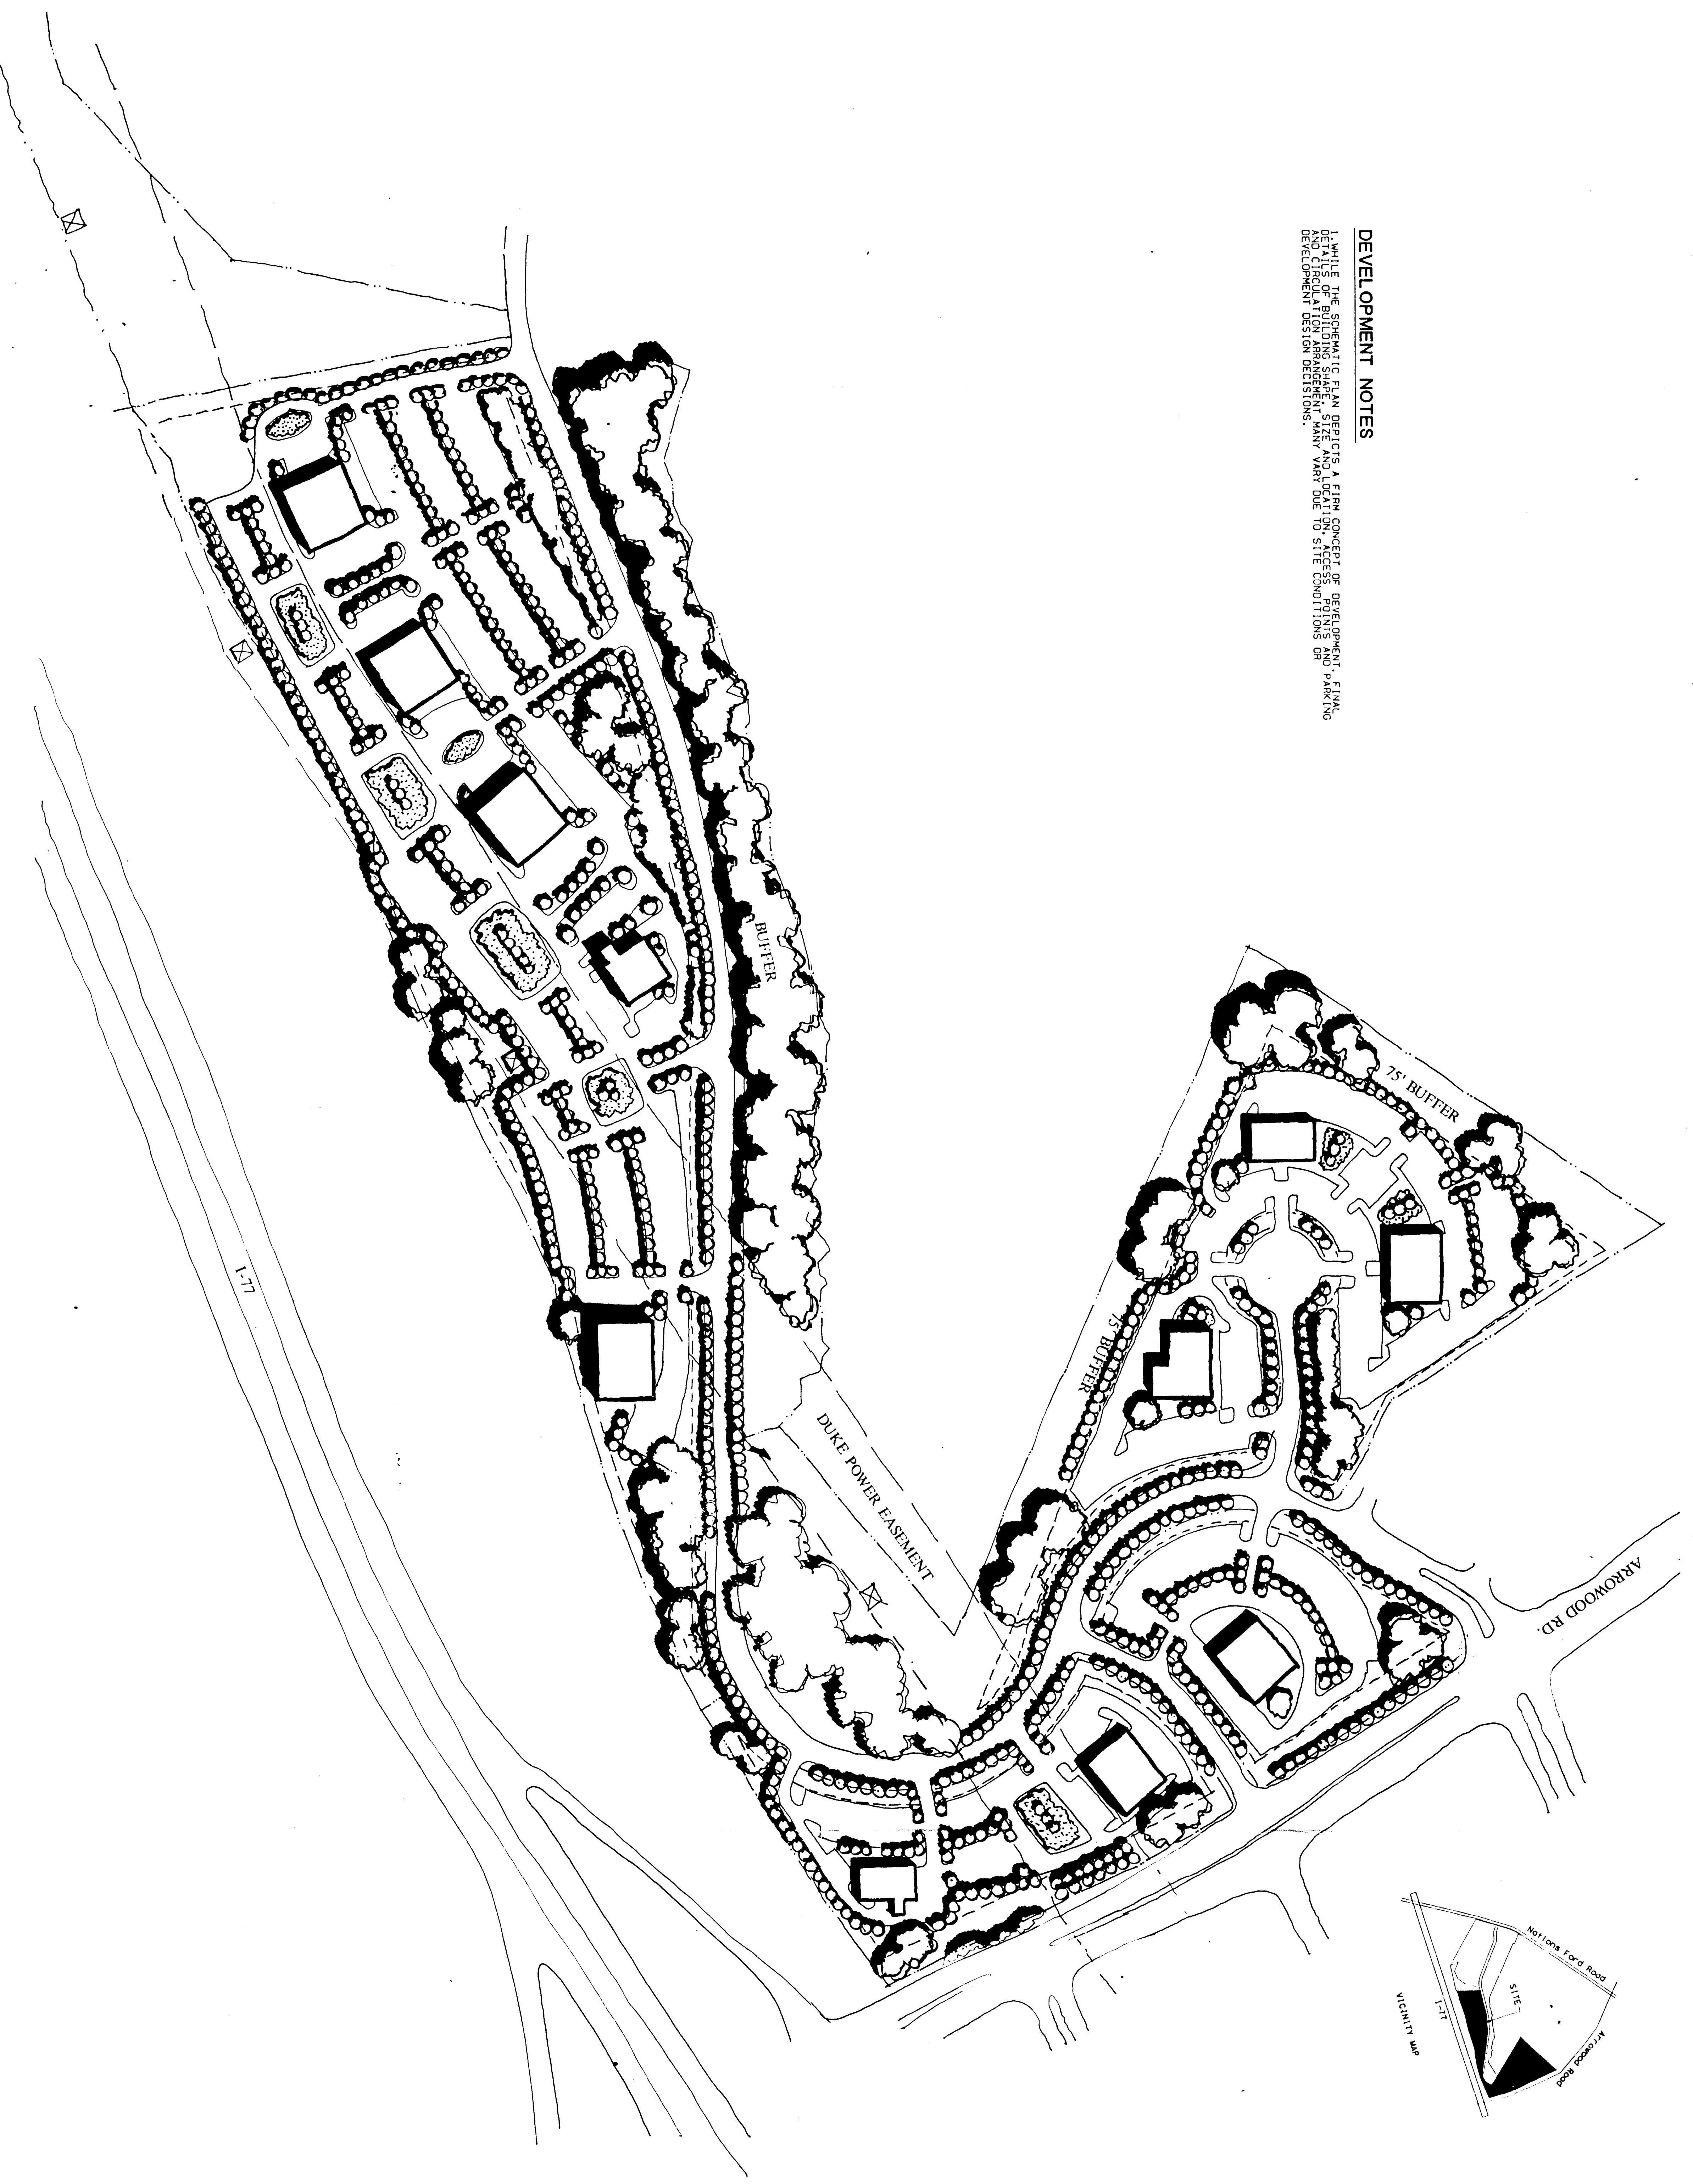 DEVELOPMENT NOTES
1. WHILE THE SCHEMATIC PLAN DEPICTS A FIRM CONCEPT OF DEVELOPMENT, FINAL
DETAILS OF BUILDING SHAPE, SIZE AND LOCATION, ACCESS POINTS AND PARKING
AND CIRCULATION ARRANGEMENT MANY VARY DUE TO SITE CONDITIONS OR
DEVELOPMENT DESIGN DECISIONS.
BUFFER
75' BUFFER
75' BUFFER
I-77
DUKE POWER EASEMENT
ARROWOOD RD.
Nations Ford Road
SITE
I-77
Arrowood Road
VICINITY MAP